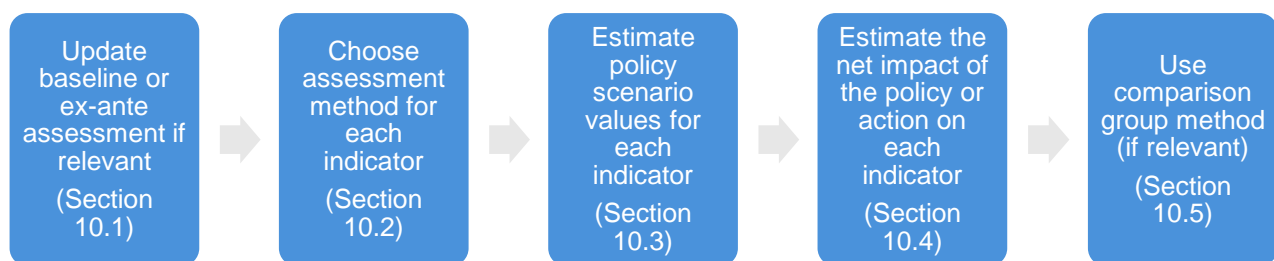 Update
baseline or
ex-ante
assessment if
relevant
(Section
10.1)
Choose
assessment
method for
each
indicator
(Section
10.2)
Estimate
policy
scenario
values for
each
indicator
(Section
10.3)
Estimate the
net impact of
the policy or
action on
each
indicator
(Section
10.4)
Use
comparison
group method
(if relevant)
(Section
10.5)